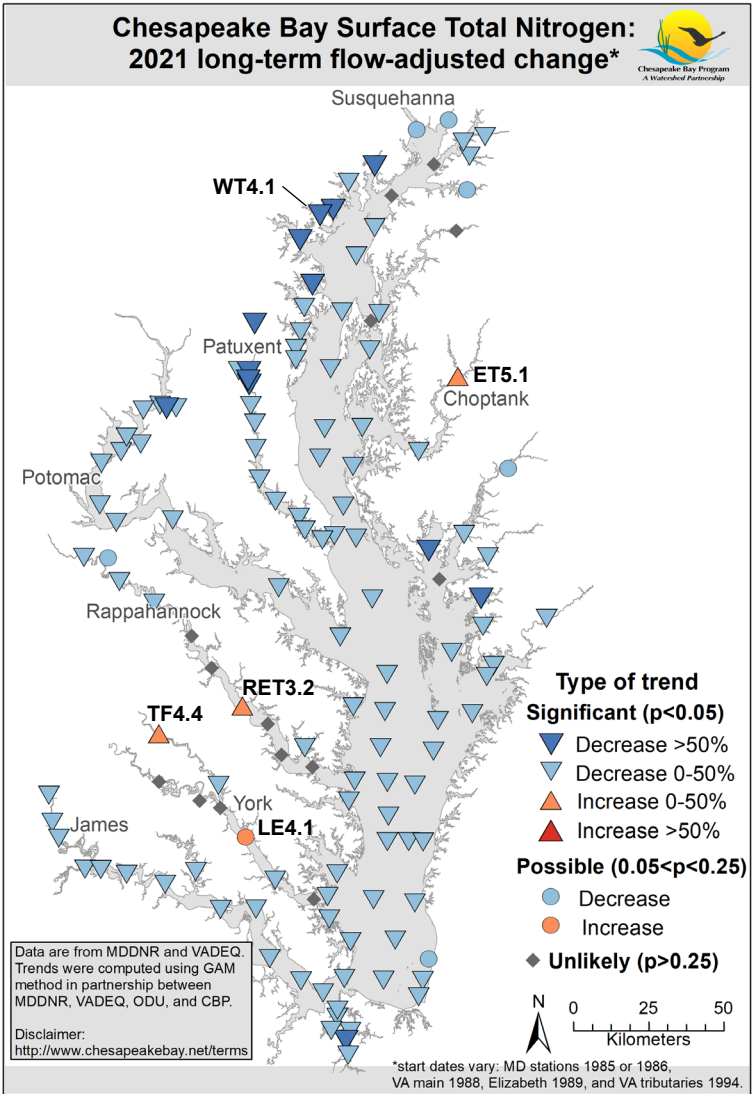 Chesapeake Bay Surface Total Nitrogen:
2021 long-term flow-adjusted change*
Chesapeake Bay Program
A Watershed Partnership
Susquehanna
WT4.1
Patuxent
ET5.1
Choptank
Potomac
Rappahannock
RET3.2
TF4.4
York
LE4.1
James
Type of trend
Significant (p<0.05)
Decrease >50%
Decrease 0-50%
Increase 0-50%
Increase >50%
Possible (0.05<p<0.25)
Decrease
Increase
Unlikely (p>0.25)
Data are from MDDNR and VADEQ.
Trends were computed using GAM
method in partnership between
MDDNR, VADEQ, ODU, and CBP.
Disclaimer:
http://www.chesapeakebay.net/terms
N
0 25 50
Kilometers
*start dates vary: MD stations 1985 or 1986,
VA main 1988, Elizabeth 1989, and VA tributaries 1994.